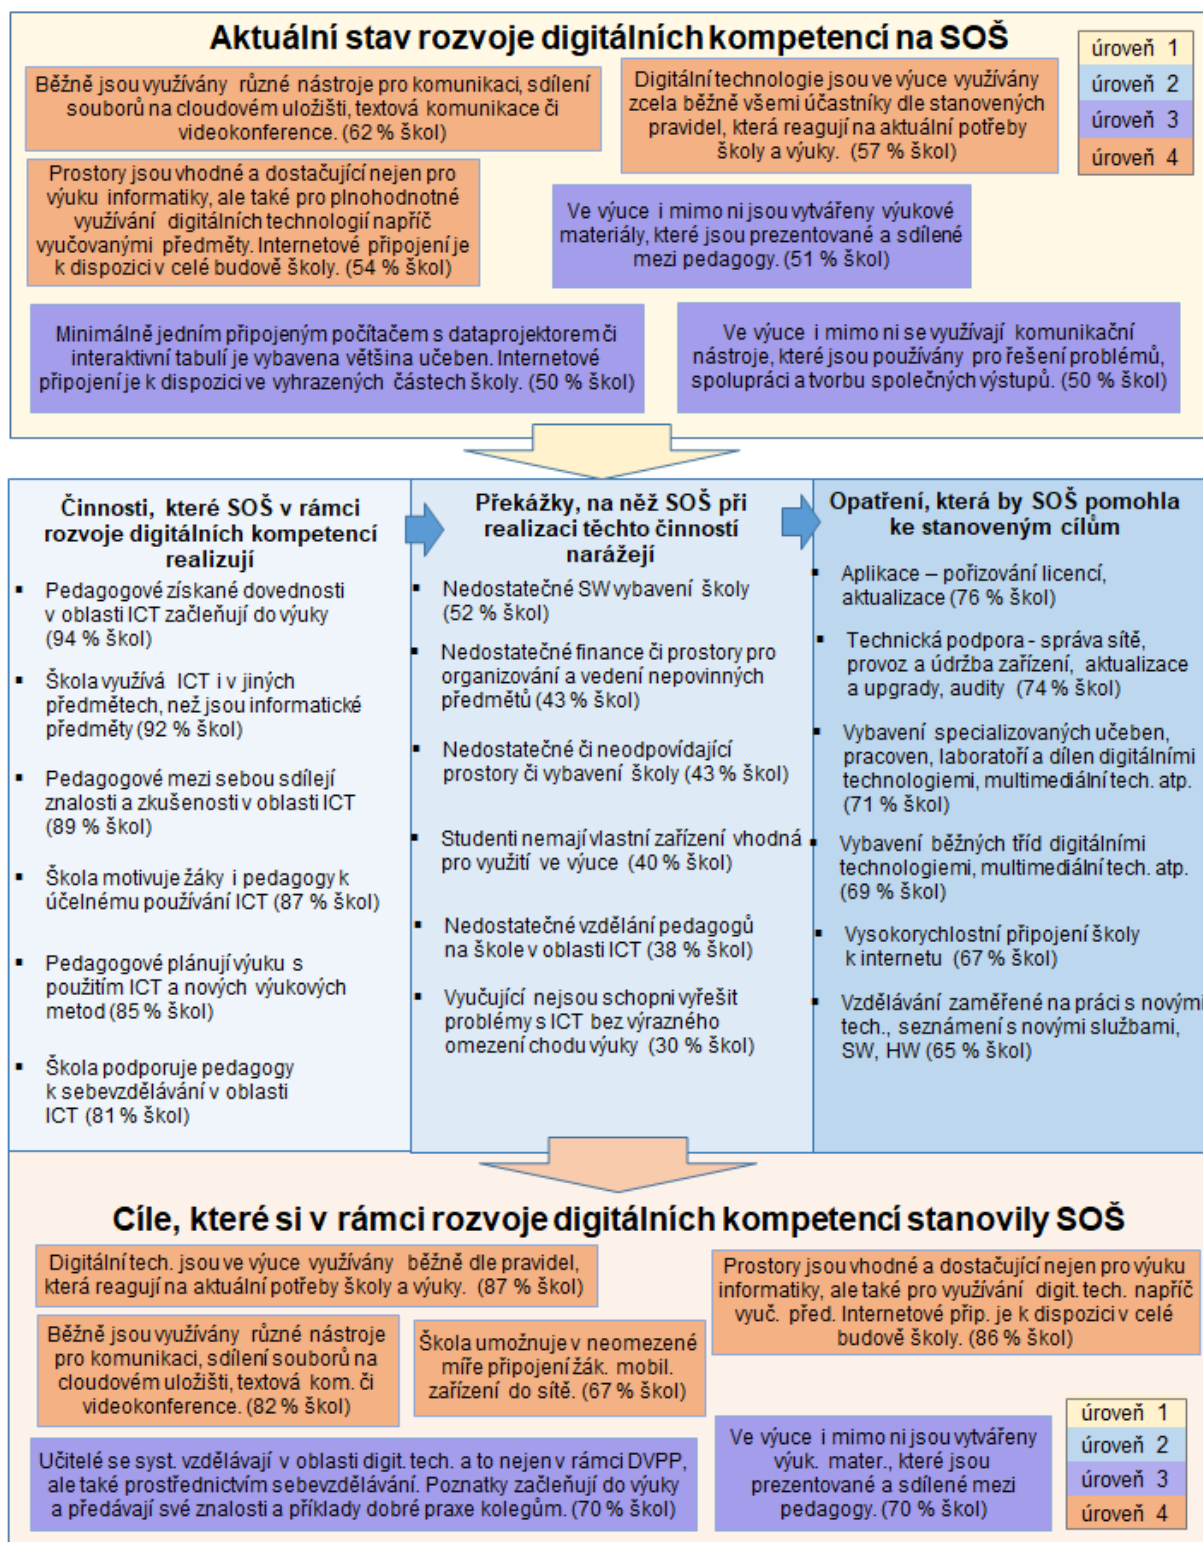 Aktuální stav rozvoje digitálních kompetencí na SOŠ
úroveň 1
úroveň 2
úroveň 3
úroveň 4
Běžně jsou využívány různé nástroje pro komunikaci, sdílení
souborů na cloudovém uložišti, textová komunikace či
videokonference. (62 % škol)
Digitální technologie jsou ve výuce využívány
zcela běžně všemi účastníky dle stanovených
pravidel, která reagují na aktuální potřeby
školy a výuky. (57 % škol)
Prostory jsou vhodné a dostačující nejen pro
výuku informatiky, ale také pro plnohodnotné
využívání digitálních technologií napříč
vyučovanými předměty. Internetové připojení je
k dispozici v celé budově školy. (54 % škol)
Ve výuce i mimo ni jsou vytvářeny výukové
materiály, které jsou prezentované a sdílené
mezi pedagogy. (51 % škol)
Minimálně jedním připojeným počítačem s dataprojektorem či
interaktivní tabulí je vybavena většina učeben. Internetové
připojení je k dispozici ve vyhrazených částech školy. (50 % škol)
Ve výuce i mimo ni se využívají komunikační
nástroje, které jsou používány pro řešení problémů,
spolupráci a tvorbu společných výstupů. (50 % škol)
Činnosti, které SOŠ v rámci
rozvoje digitálních kompetencí
realizují
▪ Pedagogové získané dovednosti
v oblasti ICT začleňují do výuky
(94 % škol)
▪ Škola využívá ICT i v jiných
předmětech, než jsou informatické
předměty (92 % škol)
▪ Pedagogové mezi sebou sdílejí
znalosti a zkušenosti v oblasti ICT
(89 % škol)
▪ Škola motivuje žáky i pedagogy k
účelnému používání ICT (87 % škol)
▪ Pedagogové plánují výuku s
použitím ICT a nových výukových
metod (85 % škol)
▪ Škola podporuje pedagogy
k sebevzdělávání v oblasti
ICT (81 % škol)
Překážky, na něž SOŠ při
realizaci těchto činností
narážejí
▪ Nedostatečné SW vybavení školy
(52 % škol)
▪ Nedostatečné finance či prostory pro
organizování a vedení nepovinných
předmětů (43 % škol)
▪ Nedostatečné či neodpovídající
prostory či vybavení školy (43 % škol)
▪ Studenti nemají vlastní zařízení vhodná
pro využití ve výuce (40 % škol)
▪ Nedostatečné vzdělání pedagogů
na škole v oblasti ICT (38 % škol)
▪ Vyučující nejsou schopni vyřešit
problémy s ICT bez výrazného
omezení chodu výuky (30 % škol)
Opatření, která by SOŠ pomohla
ke stanoveným cílům
▪ Aplikace – pořizování licencí,
aktualizace (76 % škol)
▪ Technická podpora - správa sítě,
provoz a údržba zařízení, aktualizace
a upgrady, audity (74 % škol)
▪ Vybavení specializovaných učeben,
pracoven, laboratoří a dílen digitálními
technologiemi, multimediální tech. atp.
(71 % škol)
▪ Vybavení běžných tříd digitálními
technologiemi, multimediální tech. atp.
(69 % škol)
▪ Vysokorychlostní připojení školy
k internetu (67 % škol)
▪ Vzdělávání zaměřené na práci s novými
tech., seznámení s novými službami,
SW, HW (65 % škol)
Cíle, které si v rámci rozvoje digitálních kompetencí stanovily SOŠ
Digitální tech. jsou ve výuce využívány běžně dle pravidel,
která reagují na aktuální potřeby školy a výuky. (87 % škol)
Prostory jsou vhodné a dostačující nejen pro výuku
informatiky, ale také pro využívání digit. tech. napříč
vyuč. před. Internetové přip. je k dispozici v celé
budově školy. (86 % škol)
Běžně jsou využívány různé nástroje
pro komunikaci, sdílení souborů na
cloudovém uložišti, textová kom. či
videokonference. (82 % škol)
Škola umožnuje v neomezené
míře připojení žák. mobil.
zařízení do sítě. (67 % škol)
Učitelé se syst. vzdělávají v oblasti digit. tech. a to nejen v rámci DVPP,
ale také prostřednictvím sebevzdělávání. Poznatky začleňují do výuky
a předávají své znalosti a příklady dobré praxe kolegům. (70 % škol)
Ve výuce i mimo ni jsou vytvářeny
výuk. mater., které jsou
prezentované a sdílené mezi
pedagogy. (70 % škol)
úroveň 1
úroveň 2
úroveň 3
úroveň 4